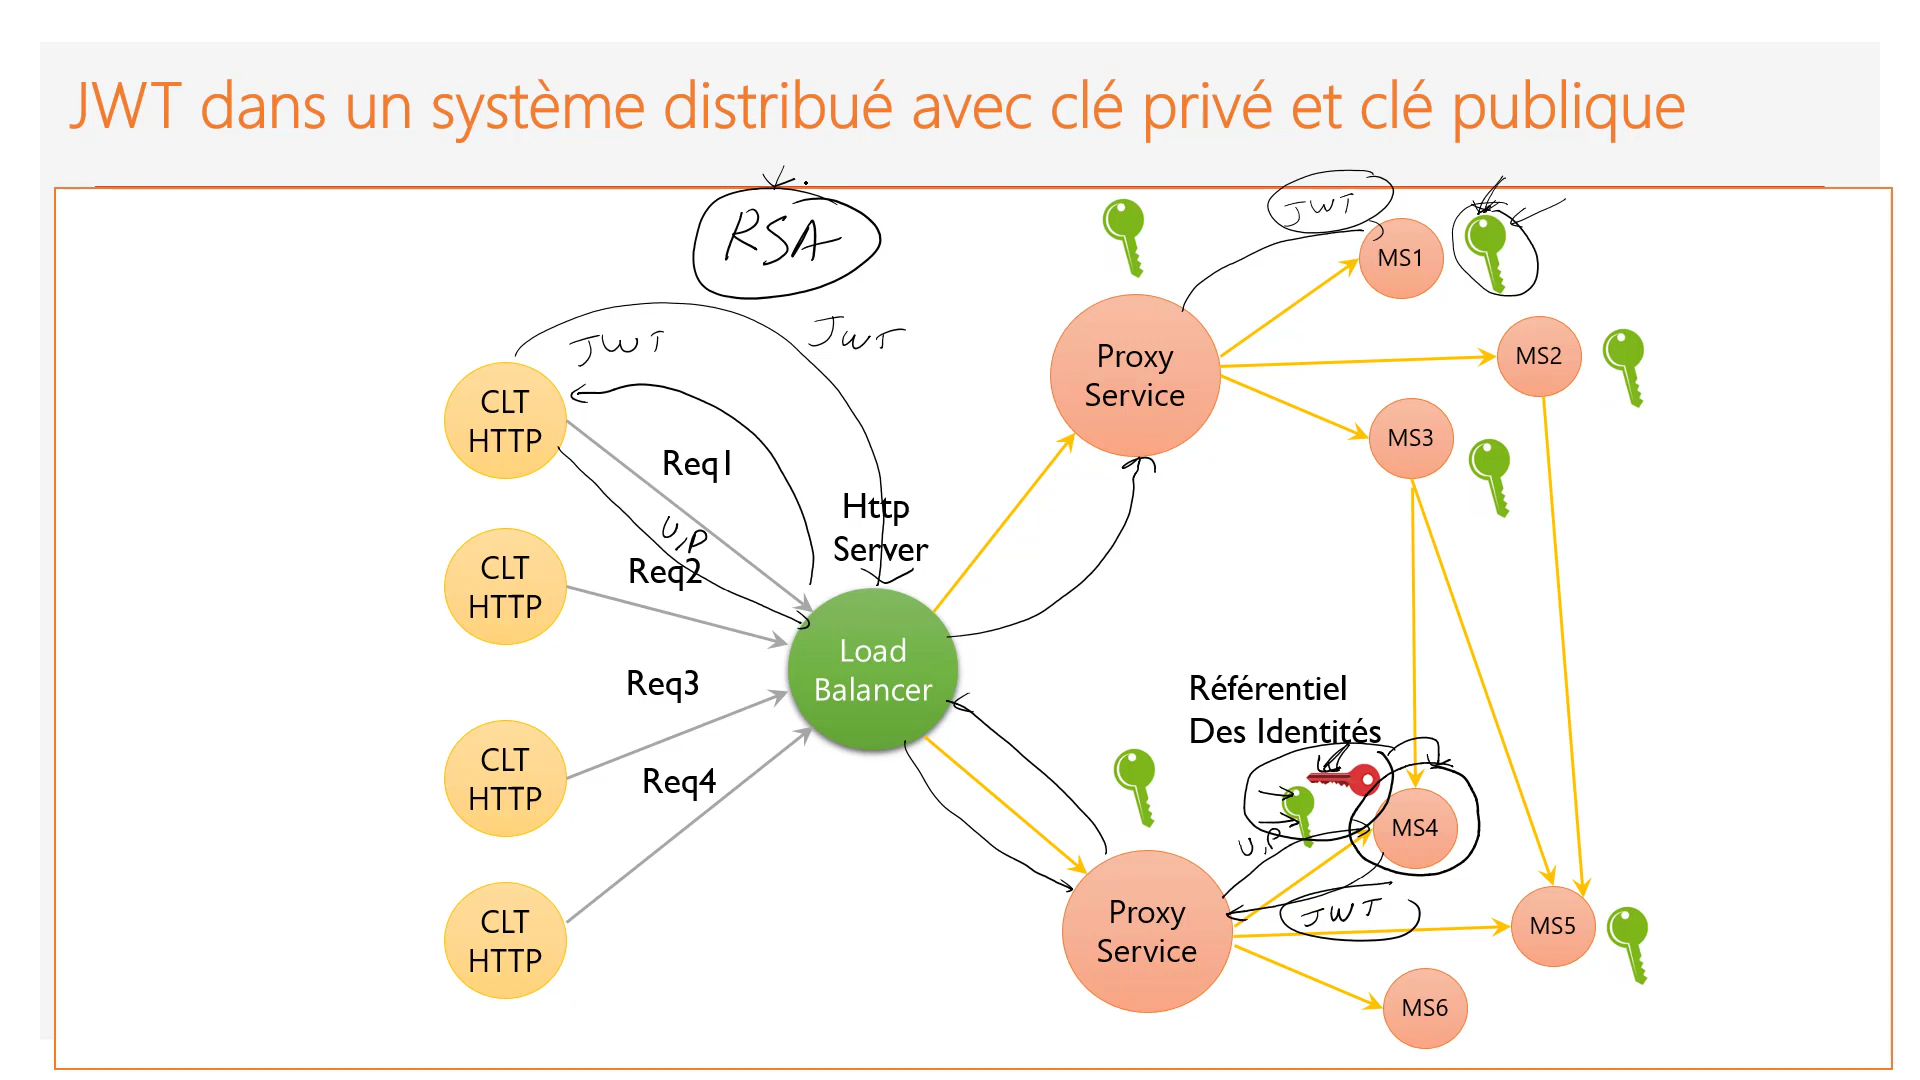 JWT dans un système distribué avec clé privé et clé publique
RSA
JWT
JWT
JWT
CLT
HTTP
Req1
U,P
CLT
HTTP
Req2
Req3
CLT
HTTP
Req4
CLT
HTTP
Http
Server
Load
Balancer
Proxy
Service
MS1
MS2
MS3
Référentiel
Des Identités
U,P
MS4
JWT
Proxy
Service
MS5
MS6